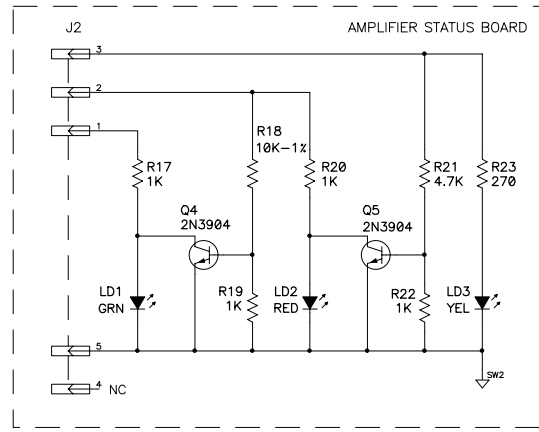 J2
AMPLIFIER STATUS BOARD
3
2
1
R18
10K-1%
R17
1K
R20
1K
R21
4.7K
R23
270
Q4
2N3904
Q5
2N3904
R19
1K
LD1
GRN
LD2
RED
R22
1K
LD3
YEL
5
4
NC
SW2